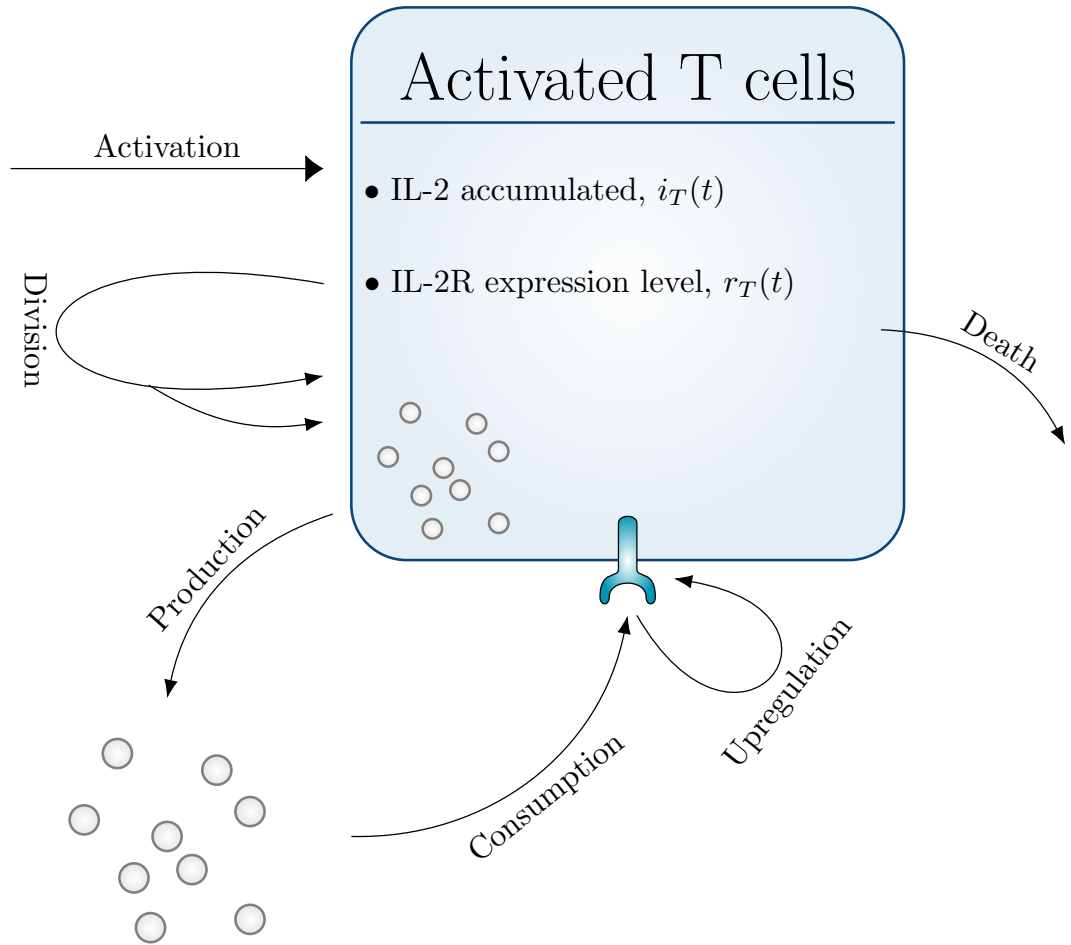 Activated T cells
Activation
• IL-2 accumulated, i_T(t)
• IL-2R expression level, r_T(t)
Division
Death
Production
Upregulation
Consumption